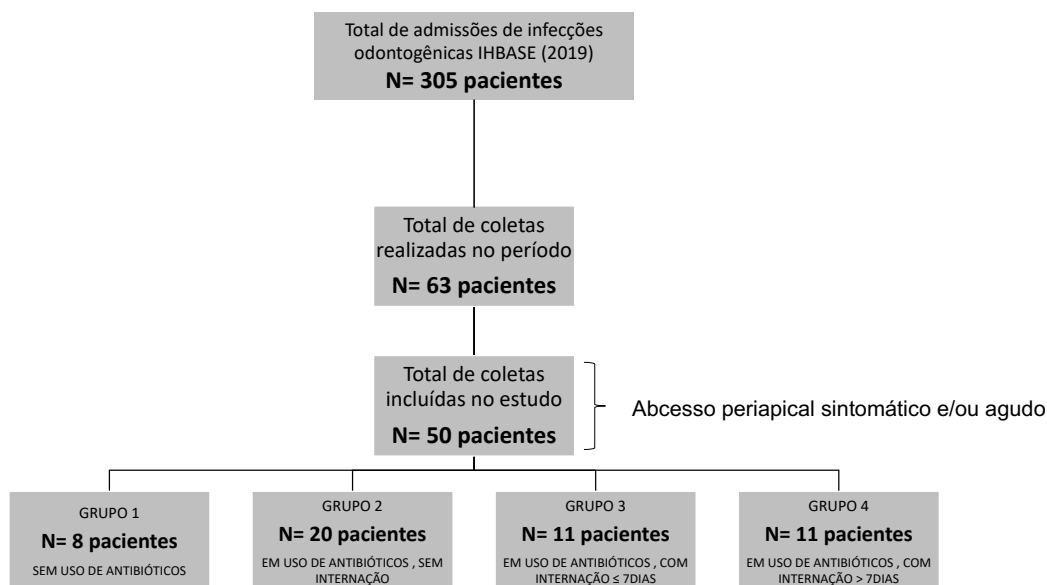 Total de admissões de infecções
odontogênicas IHBASE (2019)
N= 305 pacientes
Total de coletas
realizadas no período
N= 63 pacientes
Total de coletas
incluídas no estudo
N= 50 pacientes
Abcesso periapical sintomático e/ou agudo
GRUPO 1
N= 8 pacientes
SEM USO DE ANTIBIÓTICOS
GRUPO 2
N= 20 pacientes
EM USO DE ANTIBIÓTICOS , SEM
INTERNAÇÃO
GRUPO 3
N= 11 pacientes
EM USO DE ANTIBIÓTICOS , COM
INTERNAÇÃO ≤ 7DIAS
GRUPO 4
N= 11 pacientes
EM USO DE ANTIBIÓTICOS , COM
INTERNAÇÃO > 7DIAS